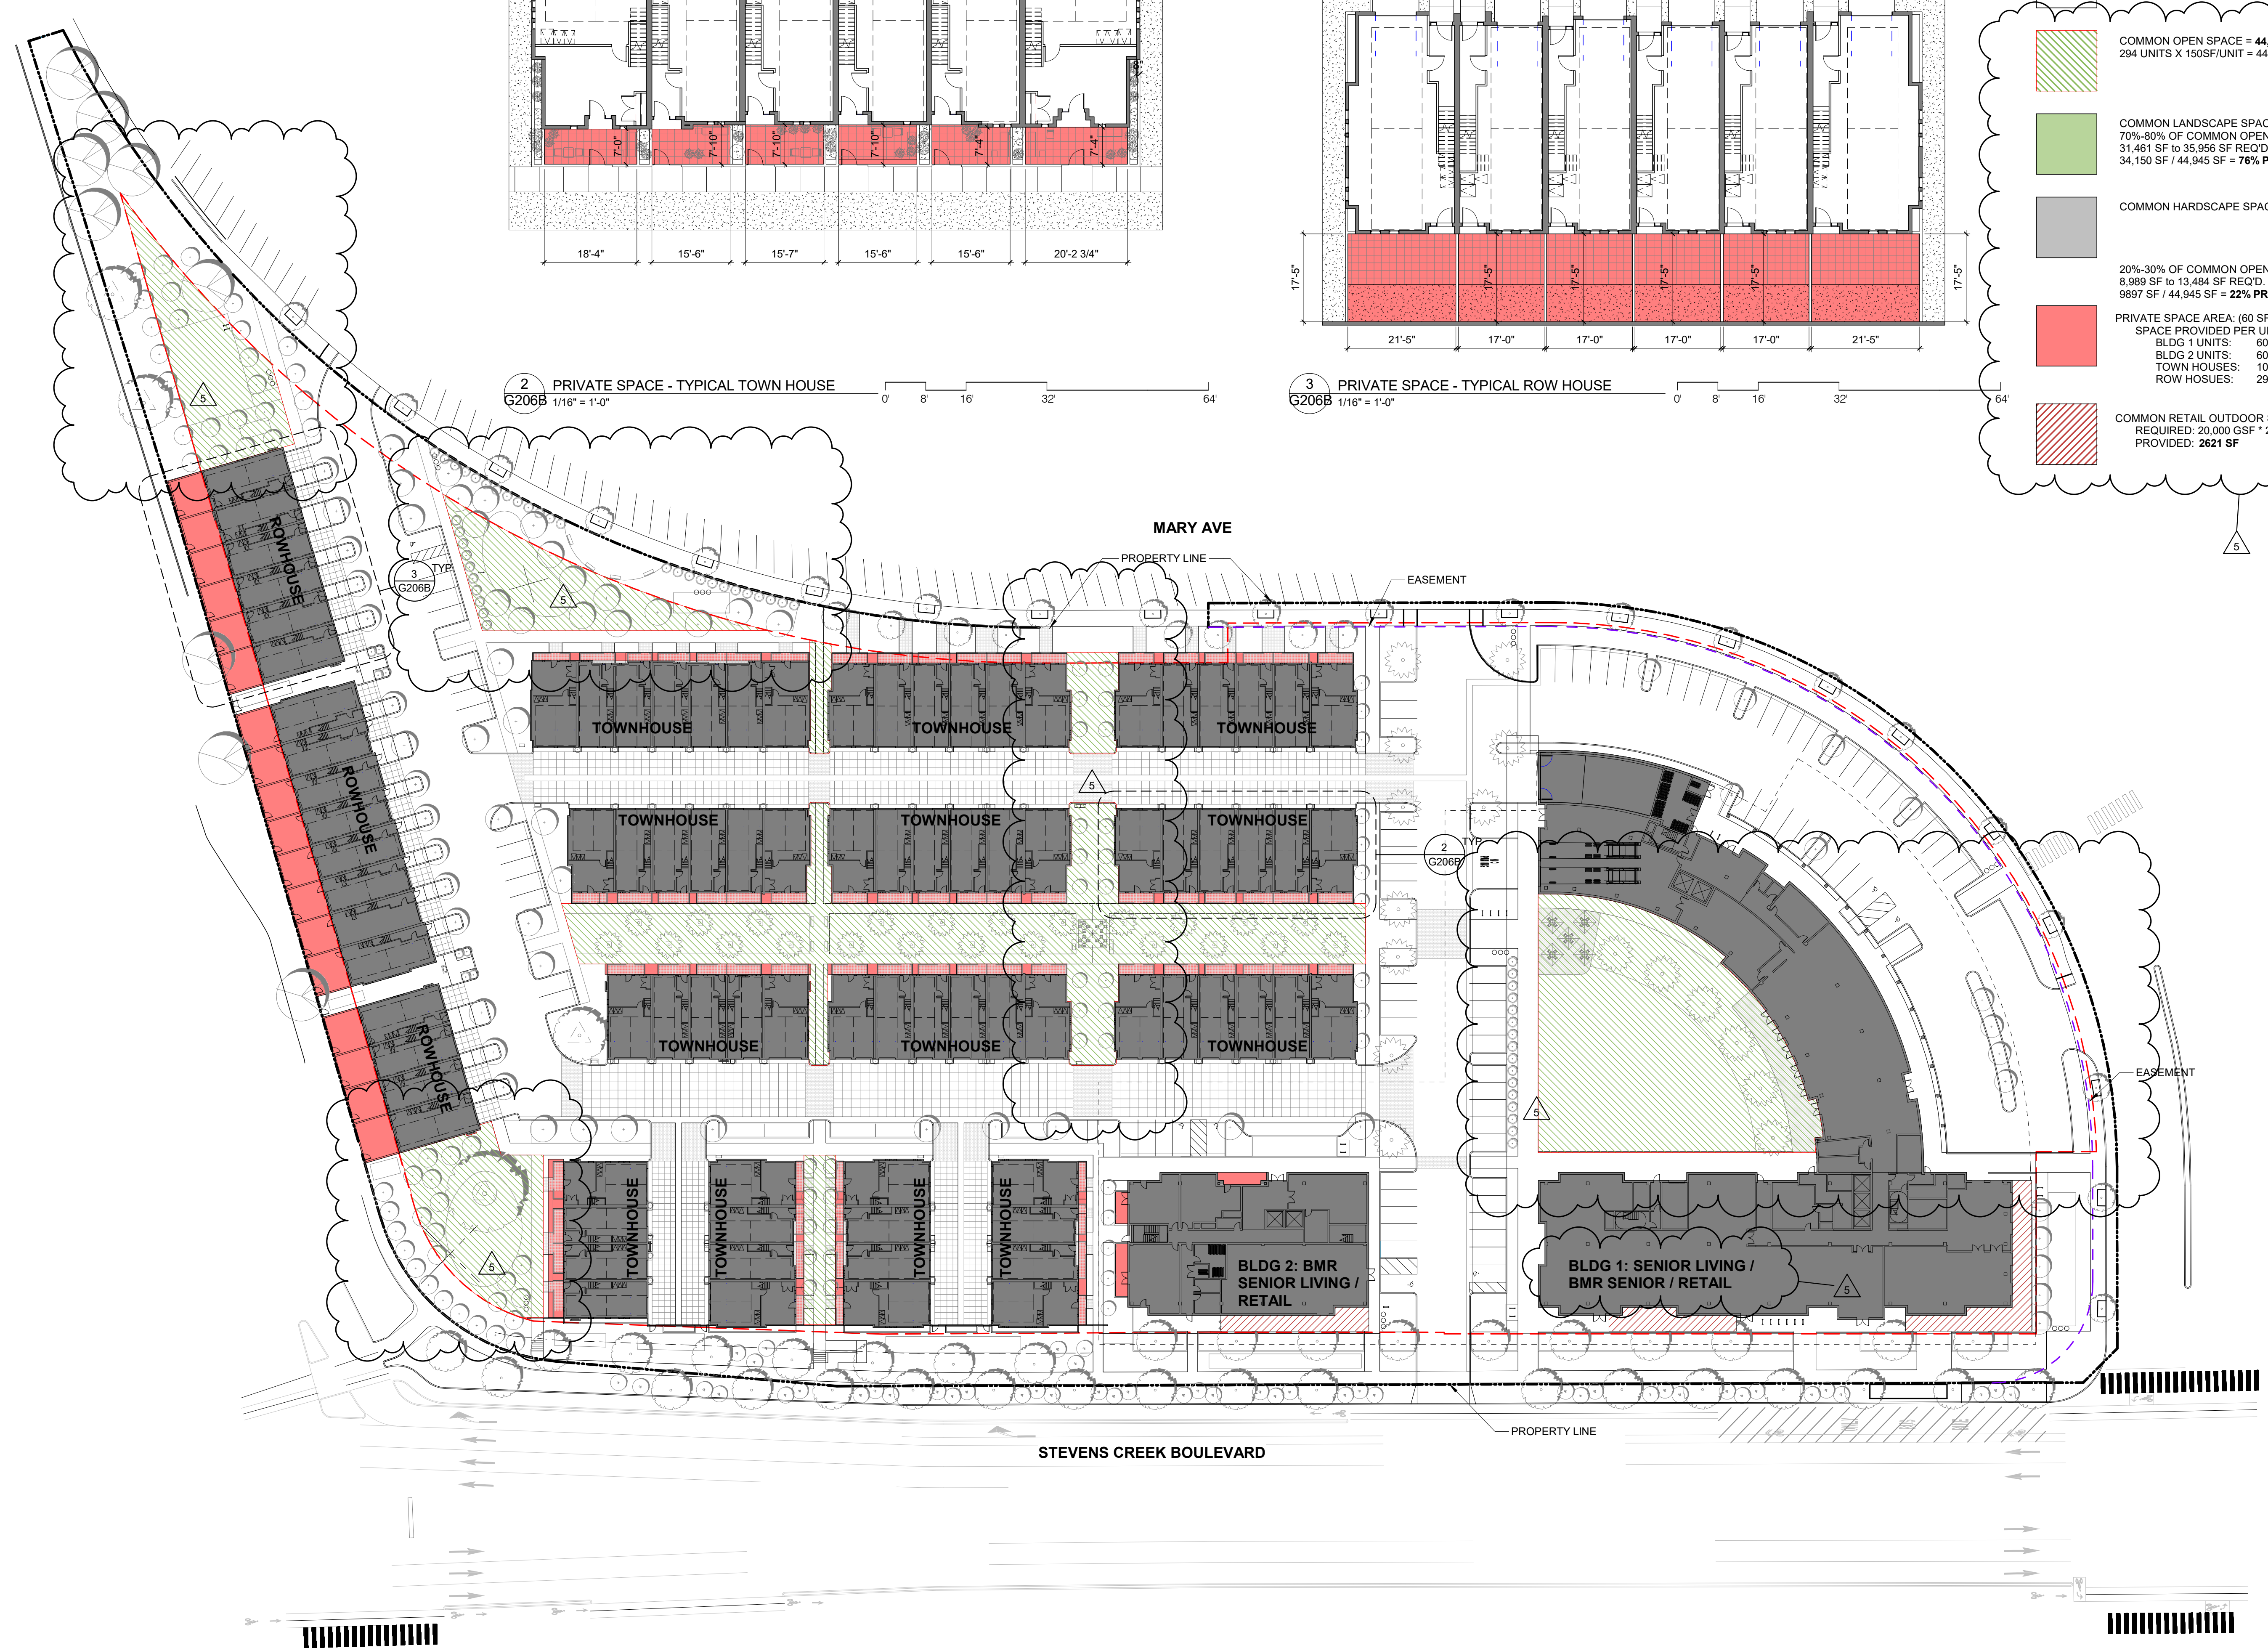 8"
7'-0"
7'-10"
7'-10"
7'-10"
7'-4"
7'-4"
18'-4"
15'-6"
15'-7"
15'-6"
15'-6"
20'-2 3/4"
2
G206B
PRIVATE SPACE - TYPICAL TOWN HOUSE
1/16" = 1'-0"
0'
8'
16'
32'
64'
17'-5"
17'-5"
17'-5"
17'-5"
17'-5"
17'-5"
21'-5"
17'-0"
17'-0"
17'-0"
17'-0"
21'-5"
3
G206B
PRIVATE SPACE - TYPICAL ROW HOUSE
1/16" = 1'-0"
0'
8'
16'
32'
64'
COMMON OPEN SPACE = 44,
294 UNITS X 150SF/UNIT = 44
COMMON LANDSCAPE SPAC
70%-80% OF COMMON OPEN
31,461 SF to 35,956 SF REQ'D
34,150 SF / 44,945 SF = 76% P
COMMON HARDSCAPE SPAC
20%-30% OF COMMON OPEN
8,989 SF to 13,484 SF REQ'D.
9897 SF / 44,945 SF = 22% PR
PRIVATE SPACE AREA: (60 SF
SPACE PROVIDED PER U
BLDG 1 UNITS: 60
BLDG 2 UNITS: 60
TOWN HOUSES: 10
ROW HOSUES: 29
COMMON RETAIL OUTDOOR
REQUIRED: 20,000 GSF * 2
PROVIDED: 2621 SF
5
MARY AVE
PROPERTY LINE
EASEMENT
5
ROWHOUSE
3
G206B
TYP
5
ROWHOUSE
ROWHOUSE
TOWNHOUSE
TOWNHOUSE
TOWNHOUSE
5
TOWNHOUSE
TOWNHOUSE
TOWNHOUSE
2
G206B
TYP
TOWNHOUSE
TOWNHOUSE
TOWNHOUSE
5
EASEMENT
TOWNHOUSE
TOWNHOUSE
TOWNHOUSE
TOWNHOUSE
5
BLDG 2: BMR
SENIOR LIVING /
RETAIL
BLDG 1: SENIOR LIVING /
BMR SENIOR / RETAIL
5
PROPERTY LINE
STEVENS CREEK BOULEVARD